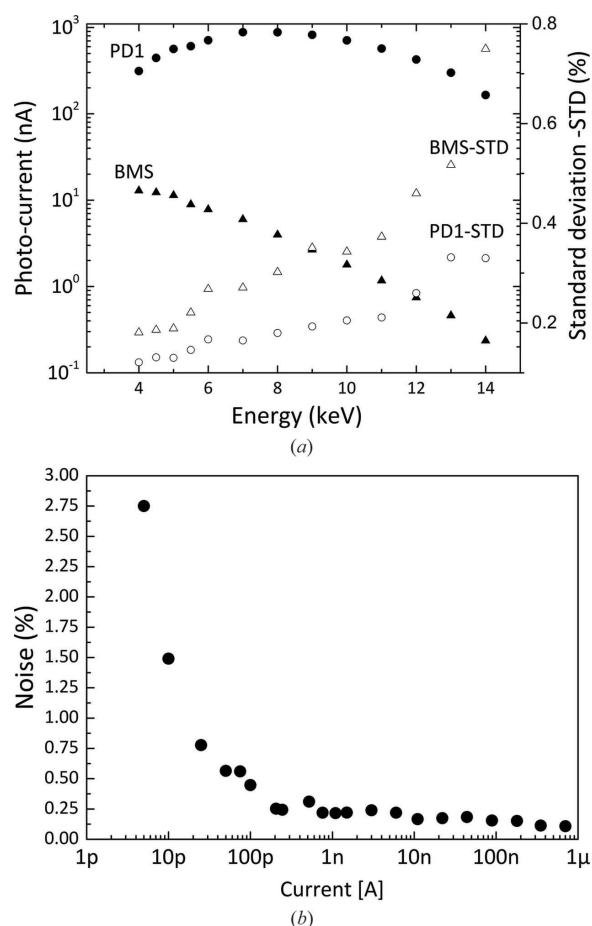 10³
10²
10¹
10⁰
10⁻¹
Photo-current (nA)
PD1
BMS
BMS-STD
PD1-STD
0.8
0.6
0.4
0.2
Standard deviation -STD (%)
4 6 8 10 12 14
Energy (keV)
(a)
3.00
2.75
2.50
2.25
2.00
1.75
1.50
1.25
1.00
0.75
0.50
0.25
0.00
Noise (%)
1p 10p 100p 1n 10n 100n 1µ
Current [A]
(b)